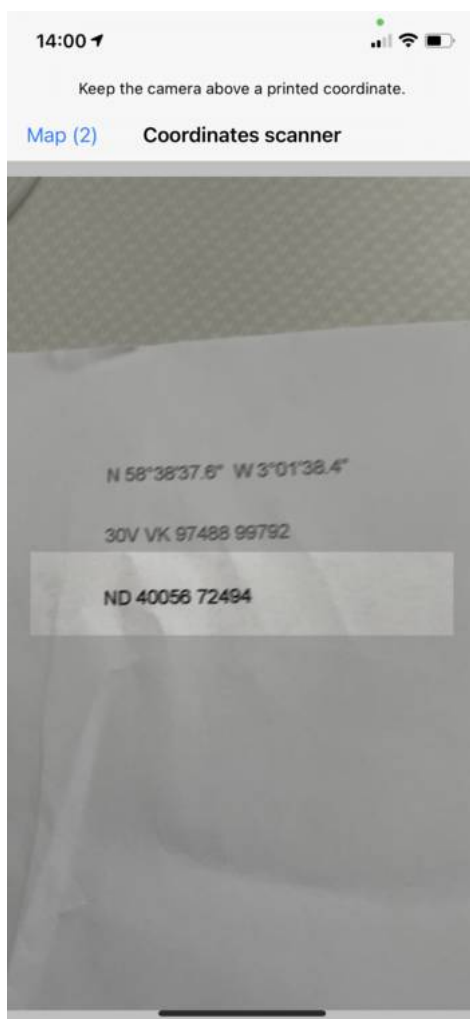 14:00
Keep the camera above a printed coordinate.
Map (2) Coordinates scanner
N 58°38'37.6" W 3°01'38.4"
30V VK 97488 99792
ND 40056 72494